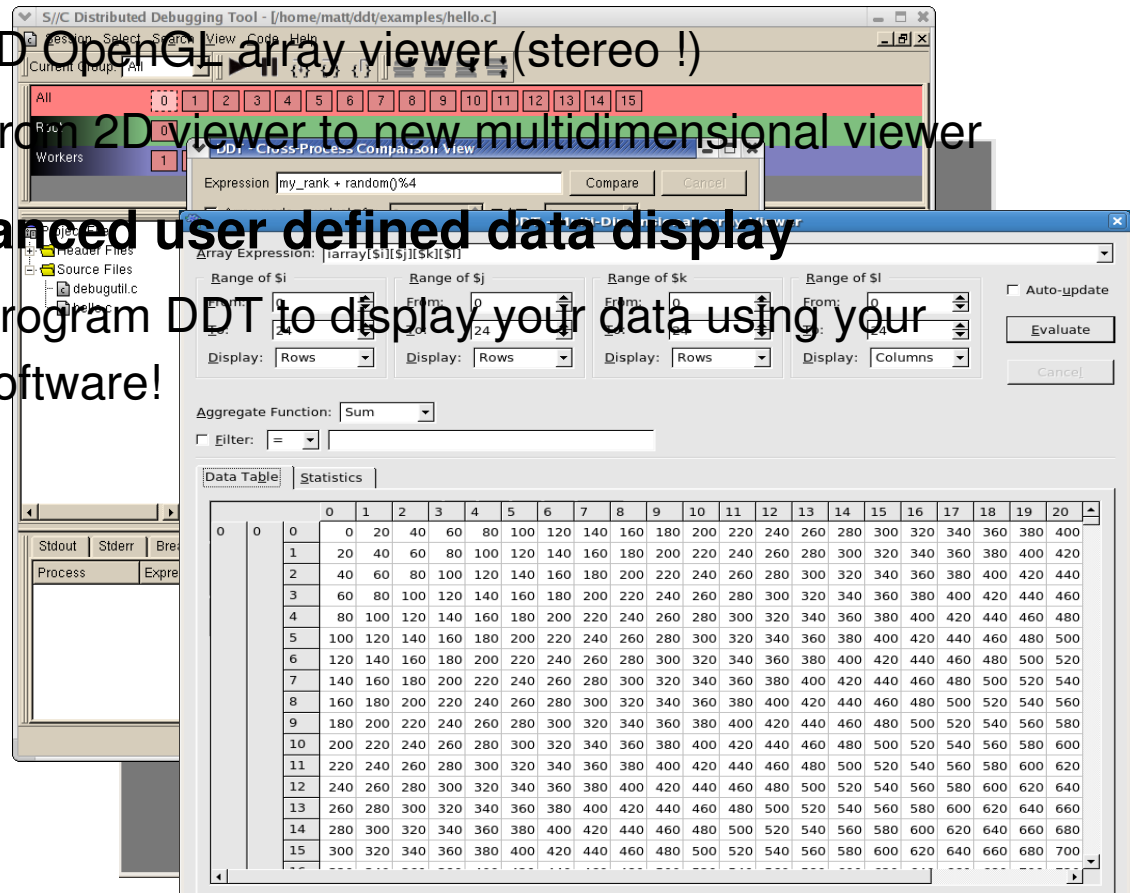 S//C Distributed Debugging Tool - [/home/matt/ddt/examples/hello.c]
Session Select Search View Code Help
D OpenGL array viewer (stereo !)
Current Group: All
All 0 1 2 3 4 5 6 7 8 9 10 11 12 13 14 15
Root 0
rom 2D viewer to new multidimensional viewer
Workers 1
DDT - Cross-Process Comparison View
Expression my_rank + random()%4 Compare Cancel
anced user defined data display
DDT - Multi-Dimensional Array Viewer
Project Files
Header Files
Source Files
debugutil.c
hello.c
Array Expression: iarray[$i][$j][$k][$l]
Range of $i Range of $j Range of $k Range of $l
From: 0 From: 0 From: 0 From: 0 Auto-update
rogram DDT to display your data using your
To: 24 To: 24 To: 24 To: 24 Evaluate
Display: Rows Display: Rows Display: Rows Display: Columns Cancel
oftware!
Aggregate Function: Sum
Filter: =
Data Table Statistics
Stdout Stderr Brea
Process Expre
0 1 2 3 4 5 6 7 8 9 10 11 12 13 14 15 16 17 18 19 20
0 0 0 0 20 40 60 80 100 120 140 160 180 200 220 240 260 280 300 320 340 360 380 400
1 20 40 60 80 100 120 140 160 180 200 220 240 260 280 300 320 340 360 380 400 420
2 40 60 80 100 120 140 160 180 200 220 240 260 280 300 320 340 360 380 400 420 440
3 60 80 100 120 140 160 180 200 220 240 260 280 300 320 340 360 380 400 420 440 460
4 80 100 120 140 160 180 200 220 240 260 280 300 320 340 360 380 400 420 440 460 480
5 100 120 140 160 180 200 220 240 260 280 300 320 340 360 380 400 420 440 460 480 500
6 120 140 160 180 200 220 240 260 280 300 320 340 360 380 400 420 440 460 480 500 520
7 140 160 180 200 220 240 260 280 300 320 340 360 380 400 420 440 460 480 500 520 540
8 160 180 200 220 240 260 280 300 320 340 360 380 400 420 440 460 480 500 520 540 560
9 180 200 220 240 260 280 300 320 340 360 380 400 420 440 460 480 500 520 540 560 580
10 200 220 240 260 280 300 320 340 360 380 400 420 440 460 480 500 520 540 560 580 600
11 220 240 260 280 300 320 340 360 380 400 420 440 460 480 500 520 540 560 580 600 620
12 240 260 280 300 320 340 360 380 400 420 440 460 480 500 520 540 560 580 600 620 640
13 260 280 300 320 340 360 380 400 420 440 460 480 500 520 540 560 580 600 620 640 660
14 280 300 320 340 360 380 400 420 440 460 480 500 520 540 560 580 600 620 640 660 680
15 300 320 340 360 380 400 420 440 460 480 500 520 540 560 580 600 620 640 660 680 700